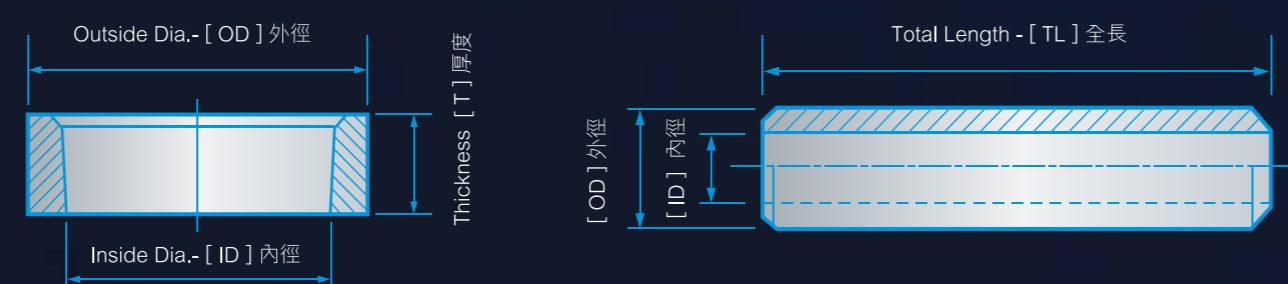 Outside Dia.- [ OD ] 外徑
Thickness [ T ] 厚度
Inside Dia.- [ ID ] 內徑
Total Length - [ TL ] 全長
[ OD ] 外徑
[ ID ] 內徑